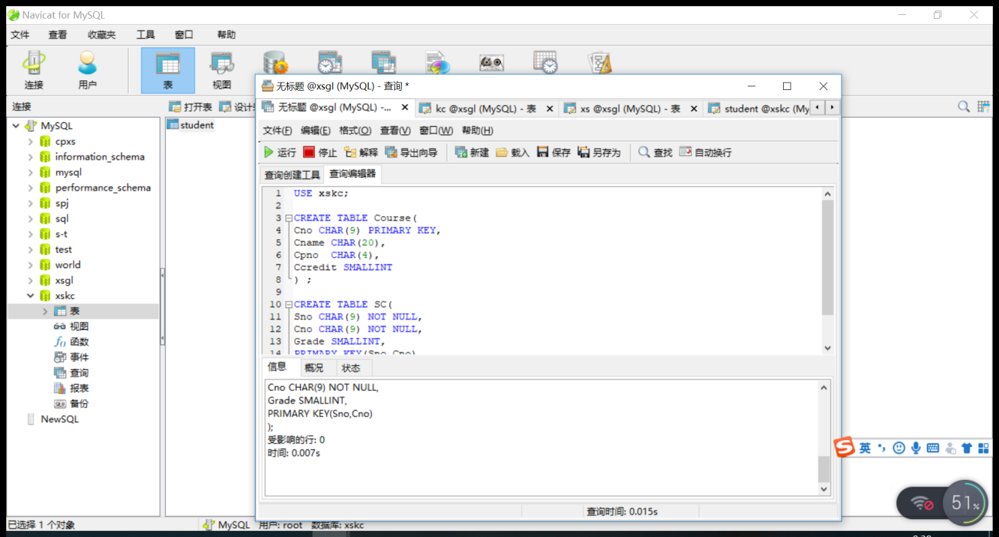 Navicat for MySQL
文件 查看 收藏夹 工具 窗口 帮助
连接 用户 表 视图
连接
打开表 设计
MySQL
cpxs
information_schema
mysql
performance_schema
spj
sql
s-t
test
world
xsgl
xskc
表
视图
函数
事件
查询
报表
备份
NewSQL
student
无标题 @xsgl (MySQL) - 查询 *
无标题 @xsgl (MySQL) -... kc @xsgl (MySQL) - 表 xs @xsgl (MySQL) - 表 student @xskc (My
文件(F) 编辑(E) 格式(O) 查看(V) 窗口(W) 帮助(H)
运行 停止 解释 导出向导 新建 载入 保存 另存为 查找 自动换行
查询创建工具 查询编辑器
1 USE xskc;
2
3 CREATE TABLE Course(
4 Cno CHAR(9) PRIMARY KEY,
5 Cname CHAR(20),
6 Cpno CHAR(4),
7 Ccredit SMALLINT
8 ) ;
9
10 CREATE TABLE SC(
11 Sno CHAR(9) NOT NULL,
12 Cno CHAR(9) NOT NULL,
13 Grade SMALLINT,
14 PRIMARY KEY(Sno,Cno)
信息 概况 状态
Cno CHAR(9) NOT NULL,
Grade SMALLINT,
PRIMARY KEY(Sno,Cno)
);
受影响的行: 0
时间: 0.007s
查询时间: 0.015s
英
51%
已选择 1 个对象 MySQL 用户: root 数据库: xskc